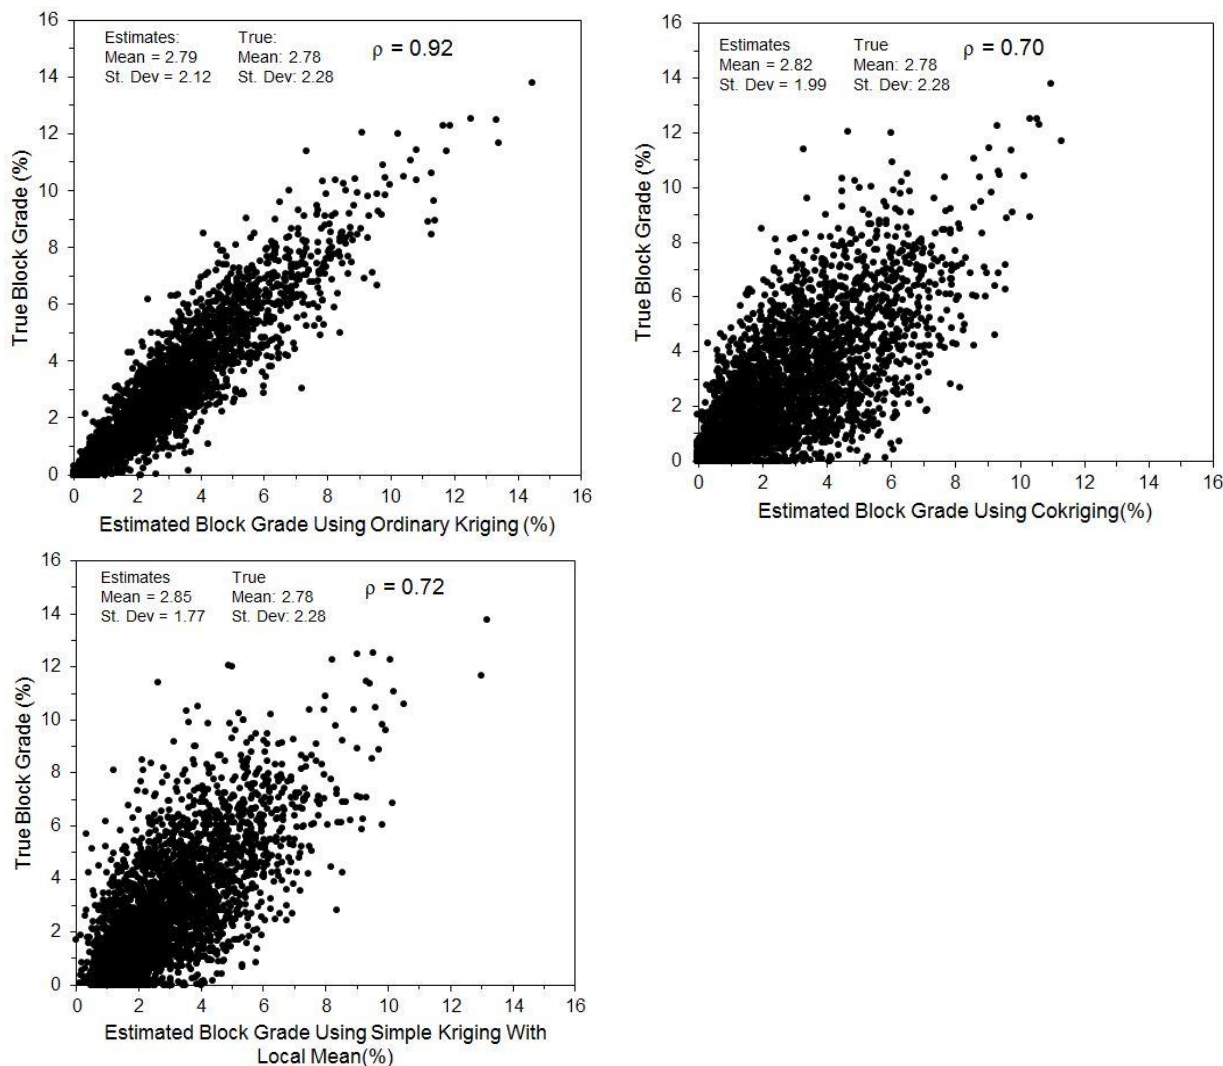 16
14
12
10
8
6
4
2
0
True Block Grade (%)
Estimates: True:
Mean = 2.79 Mean: 2.78
St. Dev = 2.12 St. Dev: 2.28
ρ = 0.92
0 2 4 6 8 10 12 14 16
Estimated Block Grade Using Ordinary Kriging (%)
16
14
12
10
8
6
4
2
0
True Block Grade (%)
Estimates True
Mean = 2.82 Mean: 2.78
St. Dev = 1.99 St. Dev: 2.28
ρ = 0.70
0 2 4 6 8 10 12 14 16
Estimated Block Grade Using Cokriging(%)
16
14
12
10
8
6
4
2
0
True Block Grade (%)
Estimates True
Mean = 2.85 Mean: 2.78
St. Dev = 1.77 St. Dev: 2.28
ρ = 0.72
0 2 4 6 8 10 12 14 16
Estimated Block Grade Using Simple Kriging With
Local Mean(%)